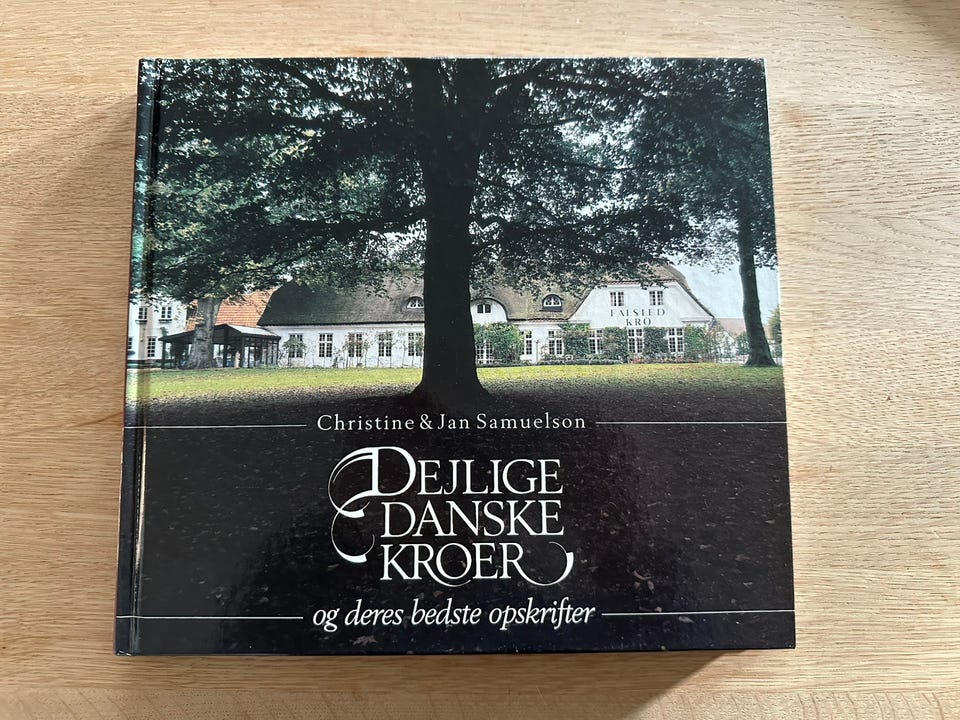 FALSLED
KRO
Christine & Jan Samuelson
DEJLIGE
DANSKE
KROER
og deres bedste opskrifter